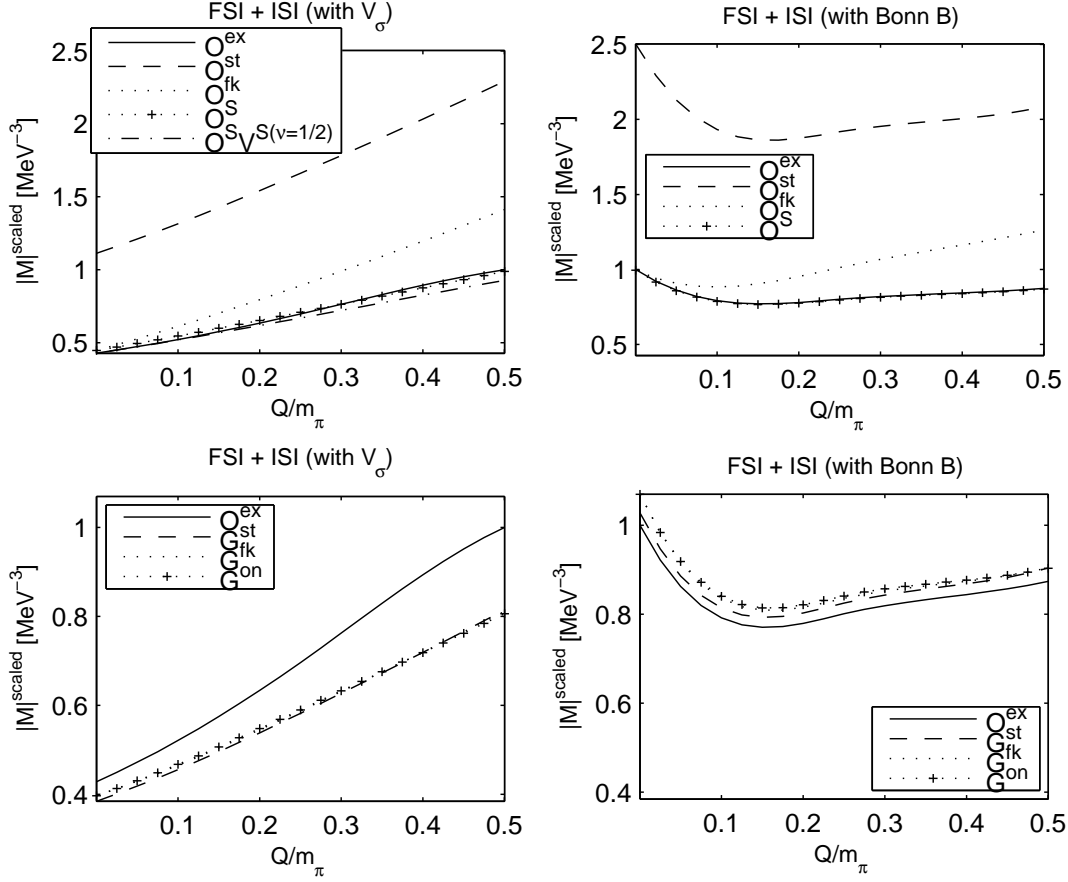 FSI + ISI (with Vσ)
2.5
2
1.5
1
0.5
|M|^scaled [MeV^−3]
O^ex
O^st
O^fk
O^S
O^S V^S(ν=1/2)
0.1 0.2 0.3 0.4 0.5
Q/m_π
FSI + ISI (with Bonn B)
2.5
2
1.5
1
0.5
|M|^scaled [MeV^−3]
O^ex
O^st
O^fk
O^S
0.1 0.2 0.3 0.4 0.5
Q/m_π
FSI + ISI (with Vσ)
1
0.8
0.6
0.4
|M|^scaled [MeV^−3]
O^ex
G^st
G^fk
G^on
0.1 0.2 0.3 0.4 0.5
Q/m_π
FSI + ISI (with Bonn B)
1
0.8
0.6
0.4
|M|^scaled [MeV^−3]
O^ex
G^st
G^fk
G^on
0.1 0.2 0.3 0.4 0.5
Q/m_π